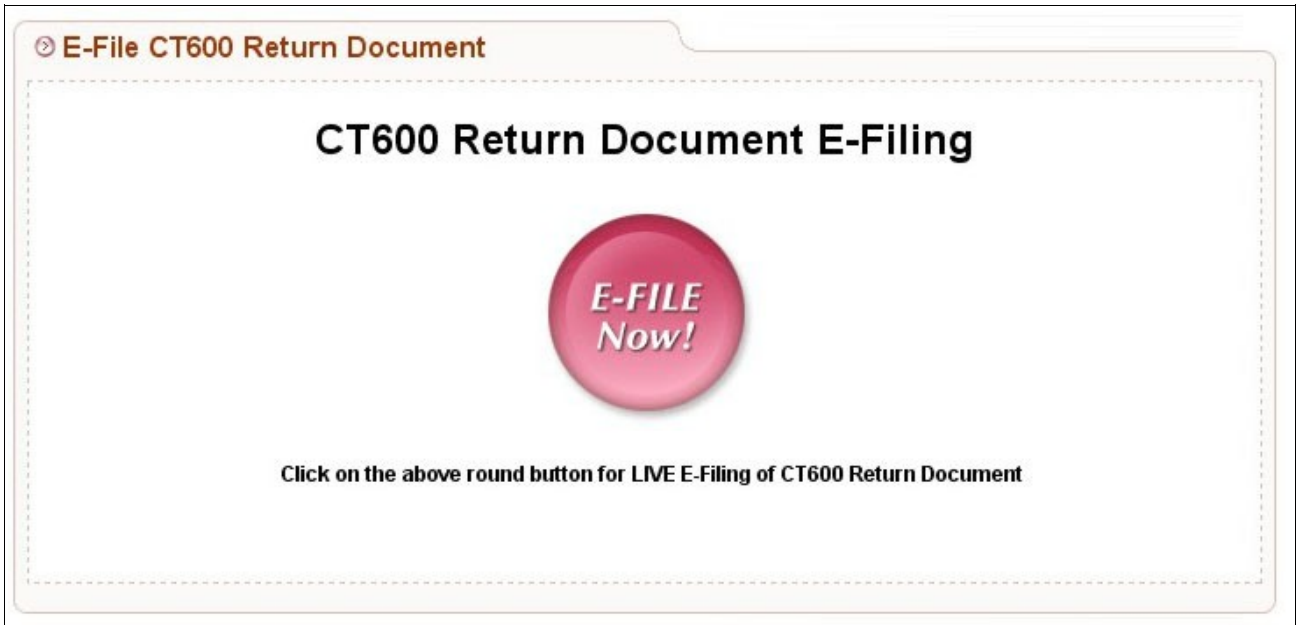 E-File CT600 Return Document
CT600 Return Document E-Filing
E-FILE
Now!
Click on the above round button for LIVE E-Filing of CT600 Return Document